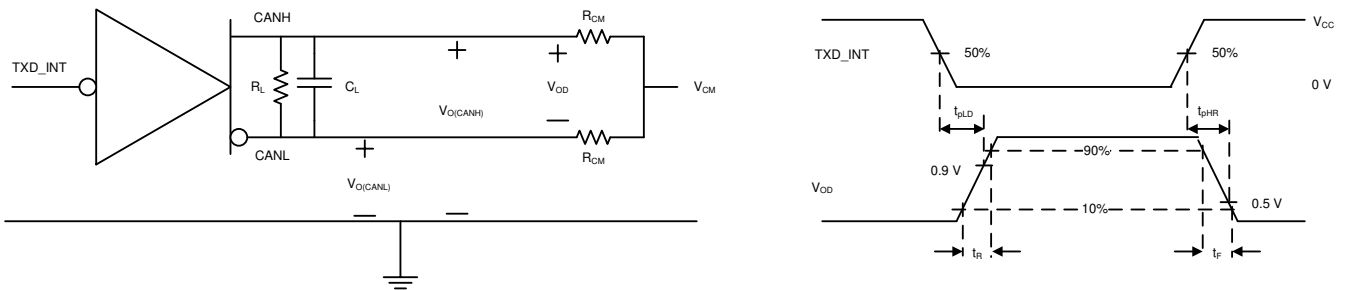 CANH
R_CM
TXD_INT
R_L
C_L
V_OD
V_CM
V_O(CANH)
CANL
R_CM
V_O(CANL)
V_CC
TXD_INT
50%
50%
0 V
t_pLD
t_pHR
90%
0.9 V
V_OD
10%
0.5 V
t_R
t_F